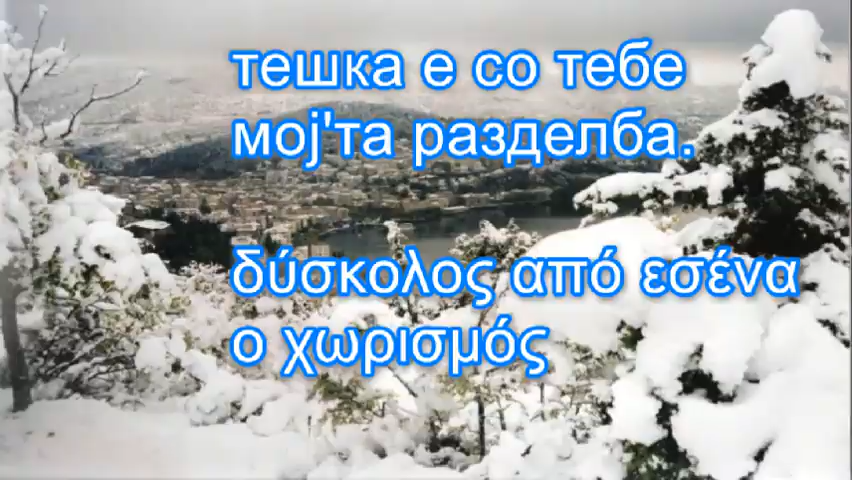 тешка е со тебе
мој'та разделба.
δύσκολος από εσένα
ο χωρισμός